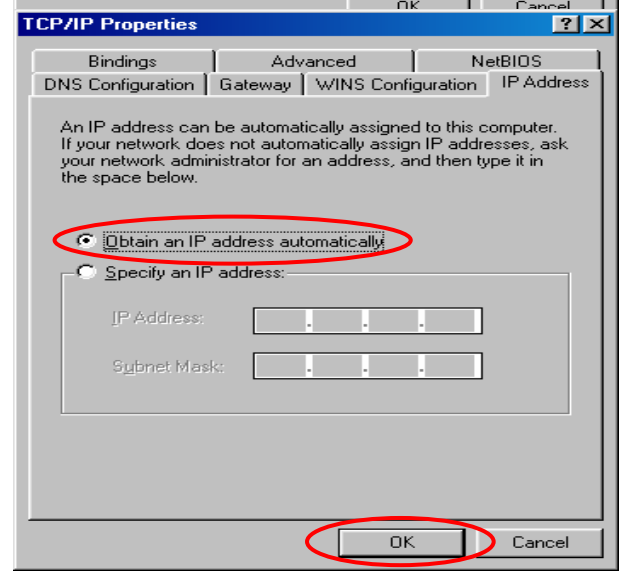 OK Cancel
TCP/IP Properties
Bindings Advanced NetBIOS
DNS Configuration Gateway WINS Configuration IP Address
An IP address can be automatically assigned to this computer.
If your network does not automatically assign IP addresses, ask
your network administrator for an address, and then type it in
the space below.
Obtain an IP address automatically
Specify an IP address:
IP Address:
Subnet Mask:
OK Cancel